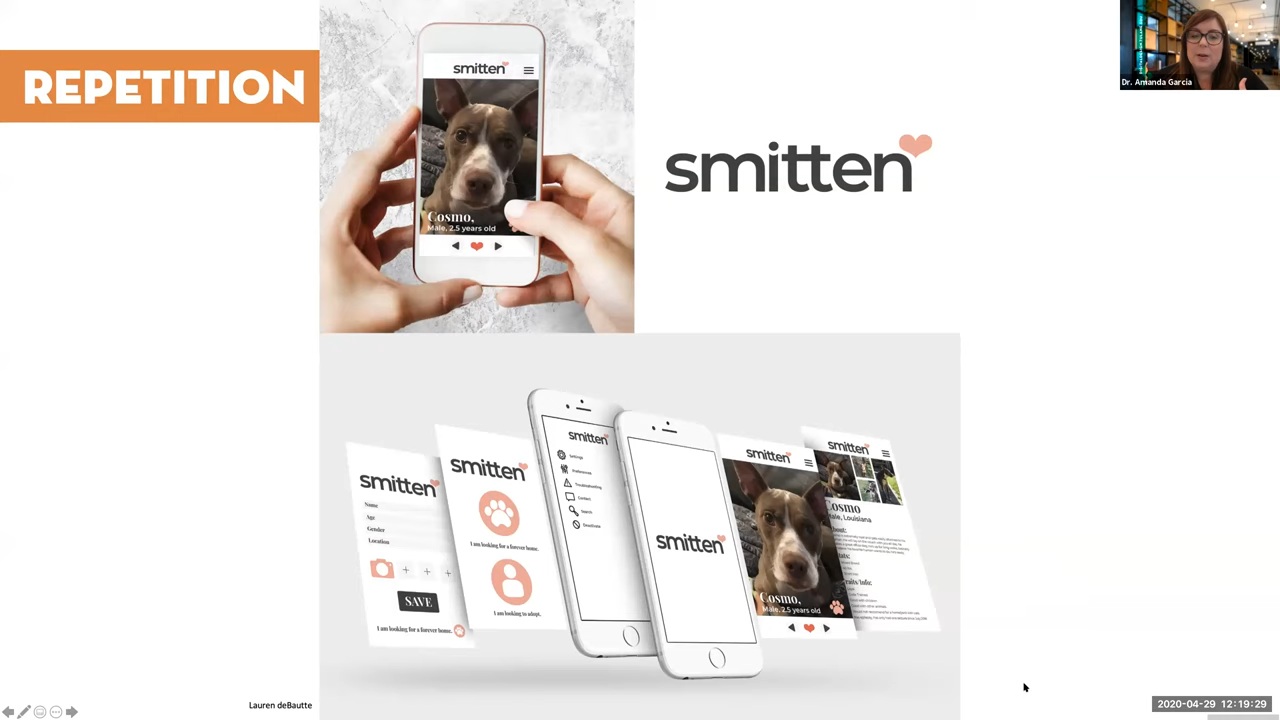 REPETITION
smitten
Cosmo,
Male, 2.5 years old
smitten
Dr. Amanda Garcia
smitten
Name
Age
Gender
Location
SAVE
I am looking for a forever home.
smitten
I am looking for a forever home.
I am looking to adopt.
smitten
Settings
Preferences
Troubleshooting
Contact
Search
Deactivate
smitten
smitten
Cosmo,
Male, 2.5 years old
smitten
Cosmo
Male, Louisiana
Lauren deBautte
2020-04-29 12:19:29